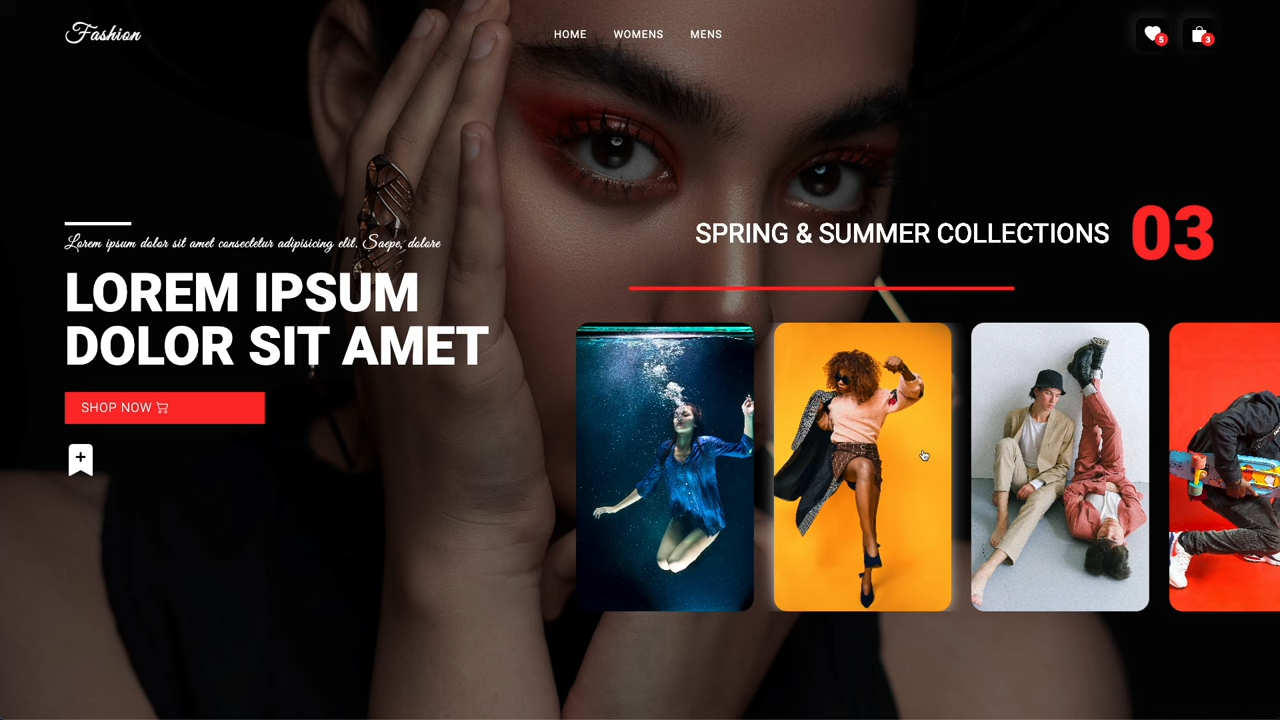 Fashion
HOME WOMENS MENS
5
3
SPRING & SUMMER COLLECTIONS
03
Lorem ipsum dolor sit amet consectetur adipisicing elit. Saepe, dolore
LOREM IPSUM
DOLOR SIT AMET
SHOP NOW